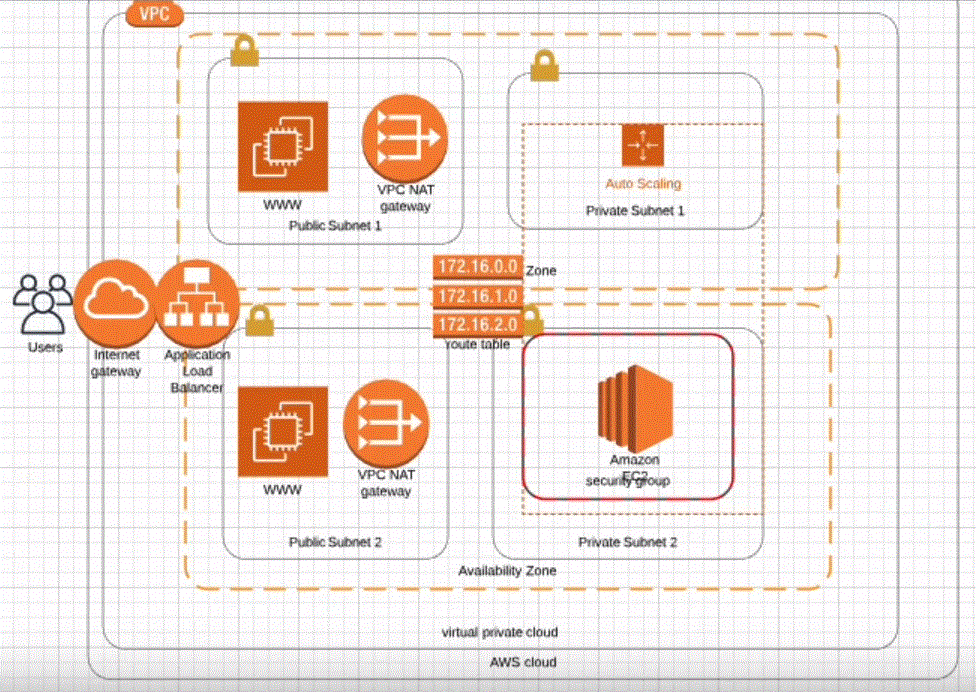 VPC
WWW
VPC NAT
gateway
Public Subnet 1
Auto Scaling
Private Subnet 1
172.16.0.0
172.16.1.0
172.16.2.0
route table
Zone
Users
Internet
gateway
Application
Load
Balancer
WWW
VPC NAT
gateway
Public Subnet 2
Amazon
EC2
security group
Private Subnet 2
Availability Zone
virtual private cloud
AWS cloud